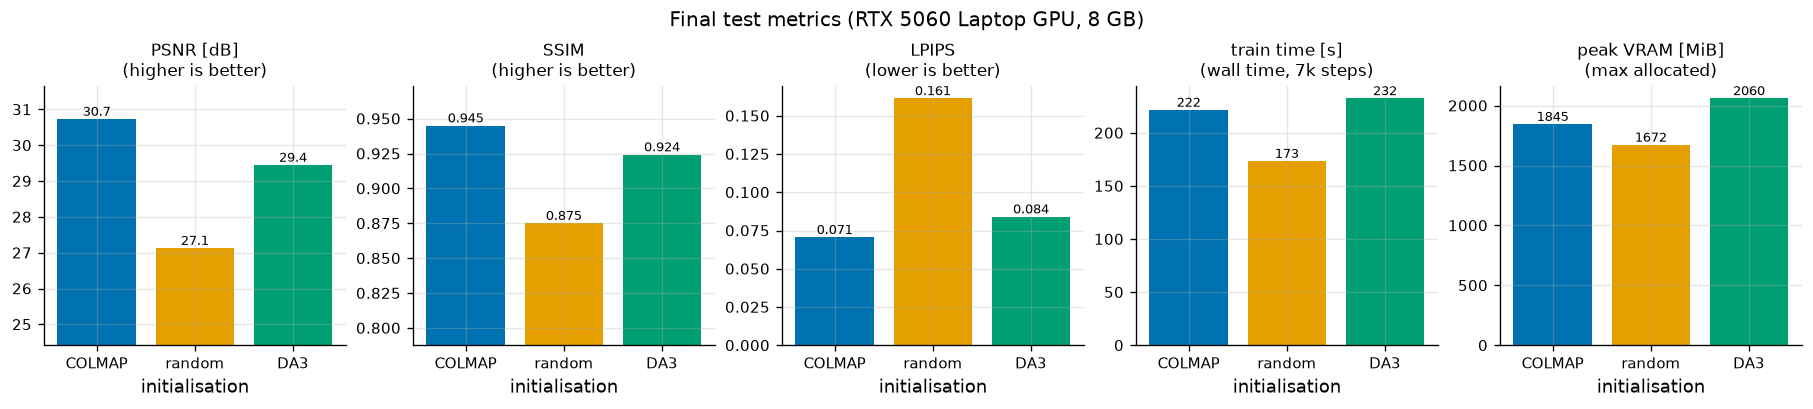 Final test metrics (RTX 5060 Laptop GPU, 8 GB)
PSNR [dB]
(higher is better)
31
30
29
28
27
26
25
30.7
27.1
29.4
COLMAP random DA3
initialisation
SSIM
(higher is better)
0.950
0.925
0.900
0.875
0.850
0.825
0.800
0.945
0.875
0.924
COLMAP random DA3
initialisation
LPIPS
(lower is better)
0.150
0.125
0.100
0.075
0.050
0.025
0.000
0.071
0.161
0.084
COLMAP random DA3
initialisation
train time [s]
(wall time, 7k steps)
200
150
100
50
0
222
173
232
COLMAP random DA3
initialisation
peak VRAM [MiB]
(max allocated)
2000
1500
1000
500
0
1845
1672
2060
COLMAP random DA3
initialisation